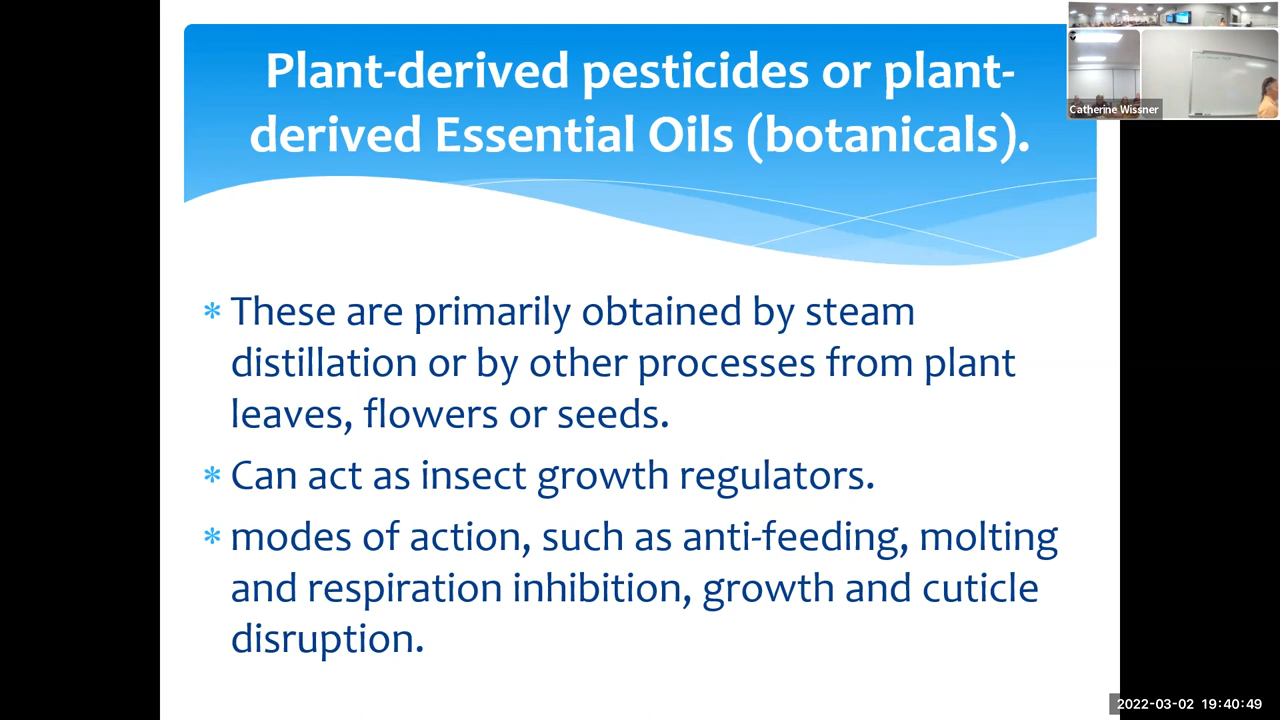 Plant-derived pesticides or plant-
derived Essential Oils (botanicals).
Catherine Wissner
* These are primarily obtained by steam
distillation or by other processes from plant
leaves, flowers or seeds.
* Can act as insect growth regulators.
* modes of action, such as anti-feeding, molting
and respiration inhibition, growth and cuticle
disruption.
2022-03-02 19:40:49